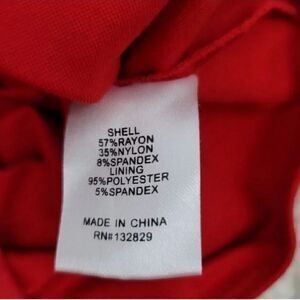 SHELL
57%RAYON
35%NYLON
8%SPANDEX
LINING
95%POLYESTER
5%SPANDEX
MADE IN CHINA
RN#132829